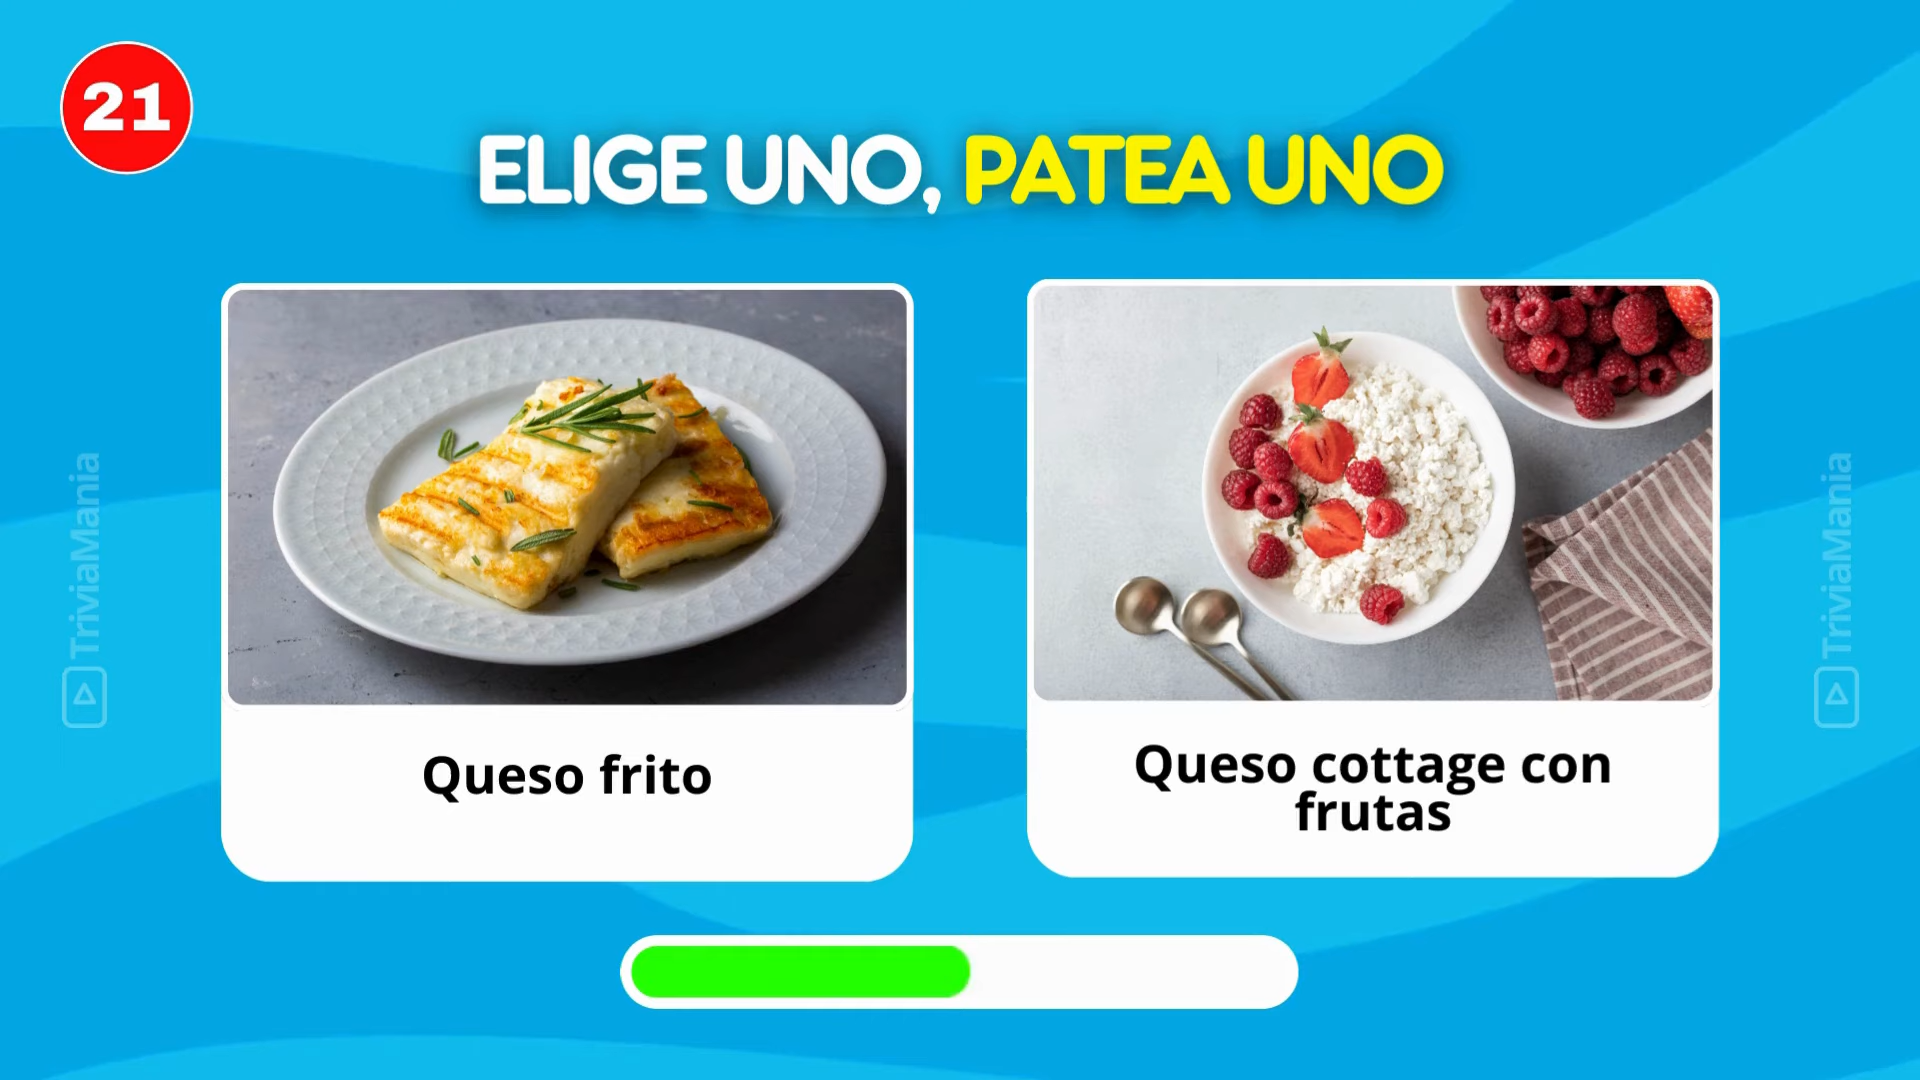 21
ELIGE UNO, PATEA UNO
Queso frito
Queso cottage con
frutas
TriviaMania
TriviaMania